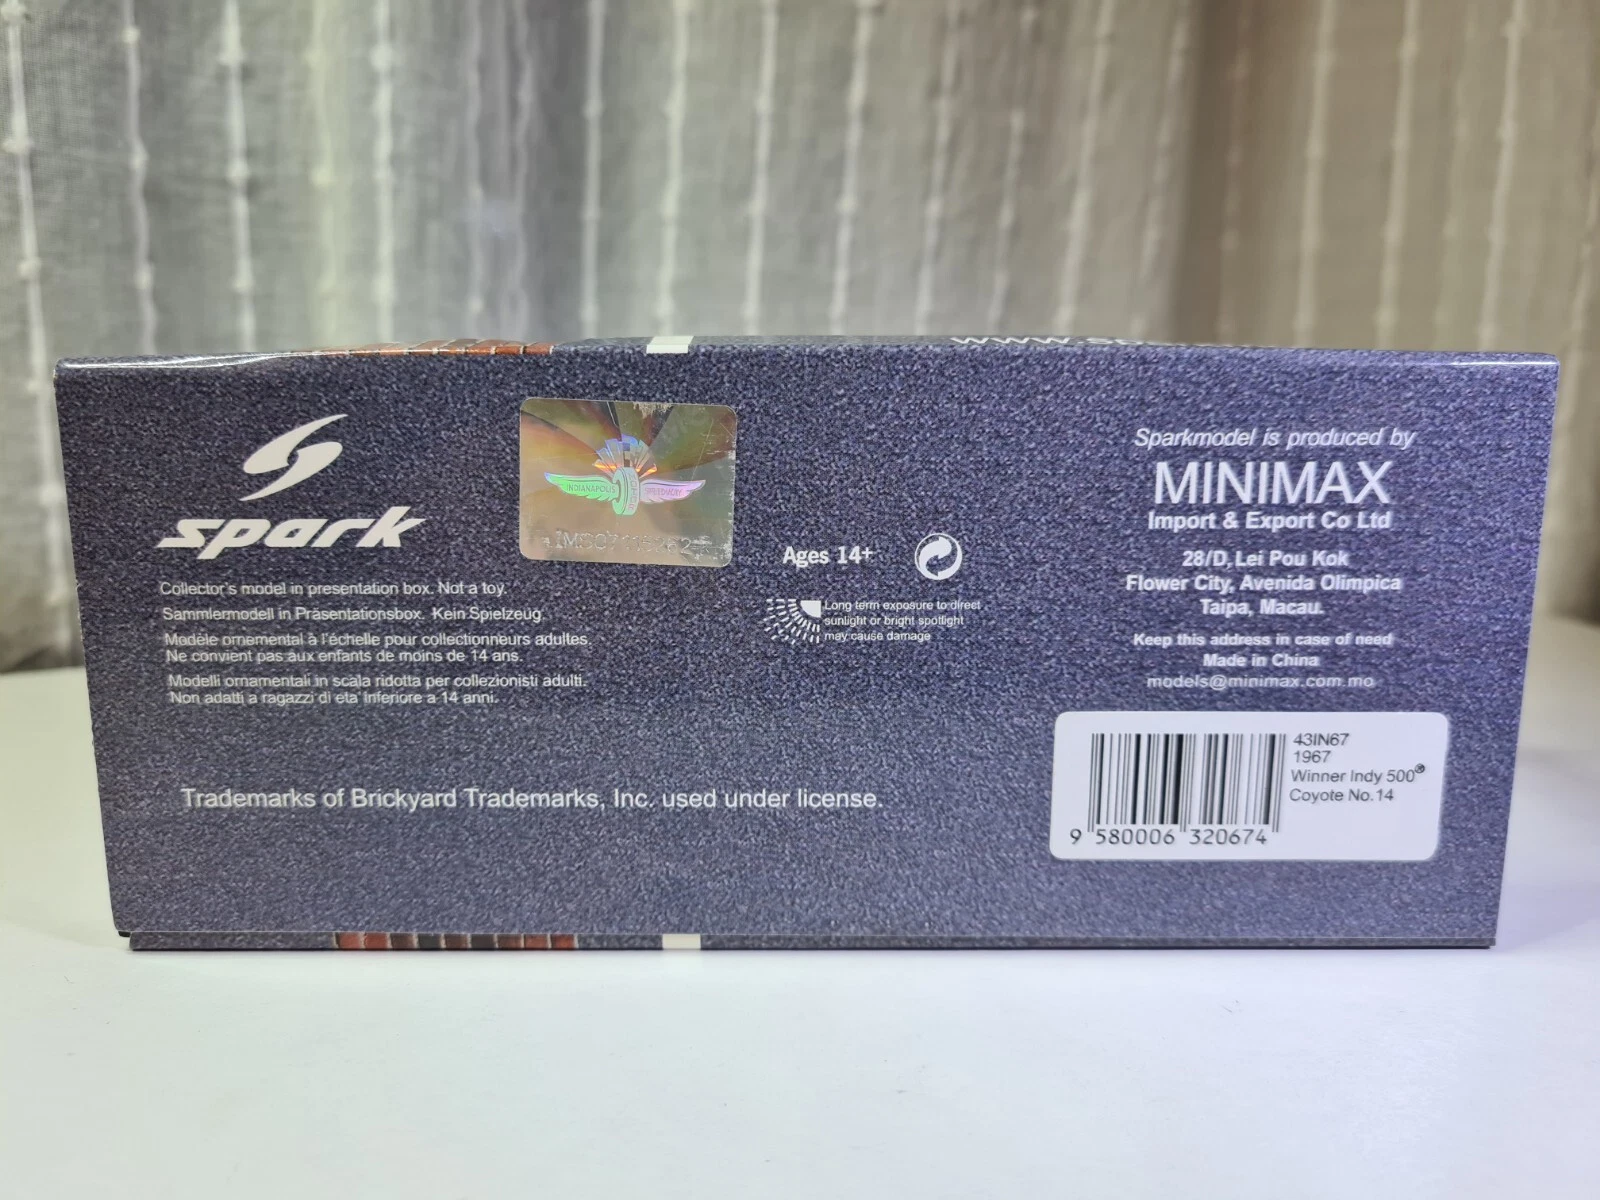 spark
Collector's model in presentation box. Not a toy.
Sammlermodell in Präsentationsbox. Kein Spielzeug.
Modèle ornemental à l'échelle pour collectionneurs adultes.
Ne convient pas aux enfants de moins de 14 ans.
Modelli ornamentali in scala ridotta per collezionisti adulti.
Non adatti a ragazzi di eta' Inferiore a 14 anni.
INDIANAPOLIS SPEEDWAY
Ages 14+
Long term exposure to direct
sunlight or bright spotlight
may cause damage
Sparkmodel is produced by
MINIMAX
Import & Export Co Ltd
28/D, Lei Pou Kok
Flower City, Avenida Olimpica
Taipa, Macau.
Keep this address in case of need
Made in China
models@minimax.com.mo
Trademarks of Brickyard Trademarks, Inc. used under license.
43IN67
1967
Winner Indy 500®
Coyote No.14
9 580006 320674